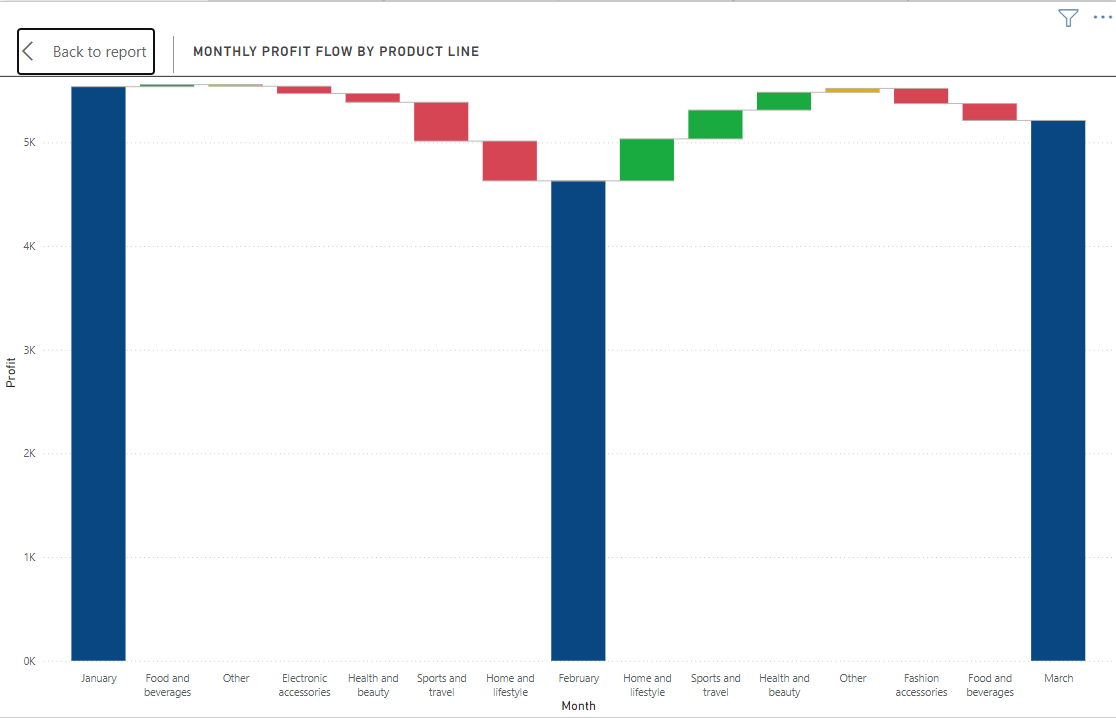 Back to report
MONTHLY PROFIT FLOW BY PRODUCT LINE
5K
4K
3K
2K
1K
0K
Profit
January
Food and
beverages
Other
Electronic
accessories
Health and
beauty
Sports and
travel
Home and
lifestyle
February
Home and
lifestyle
Sports and
travel
Health and
beauty
Other
Fashion
accessories
Food and
beverages
March
Month